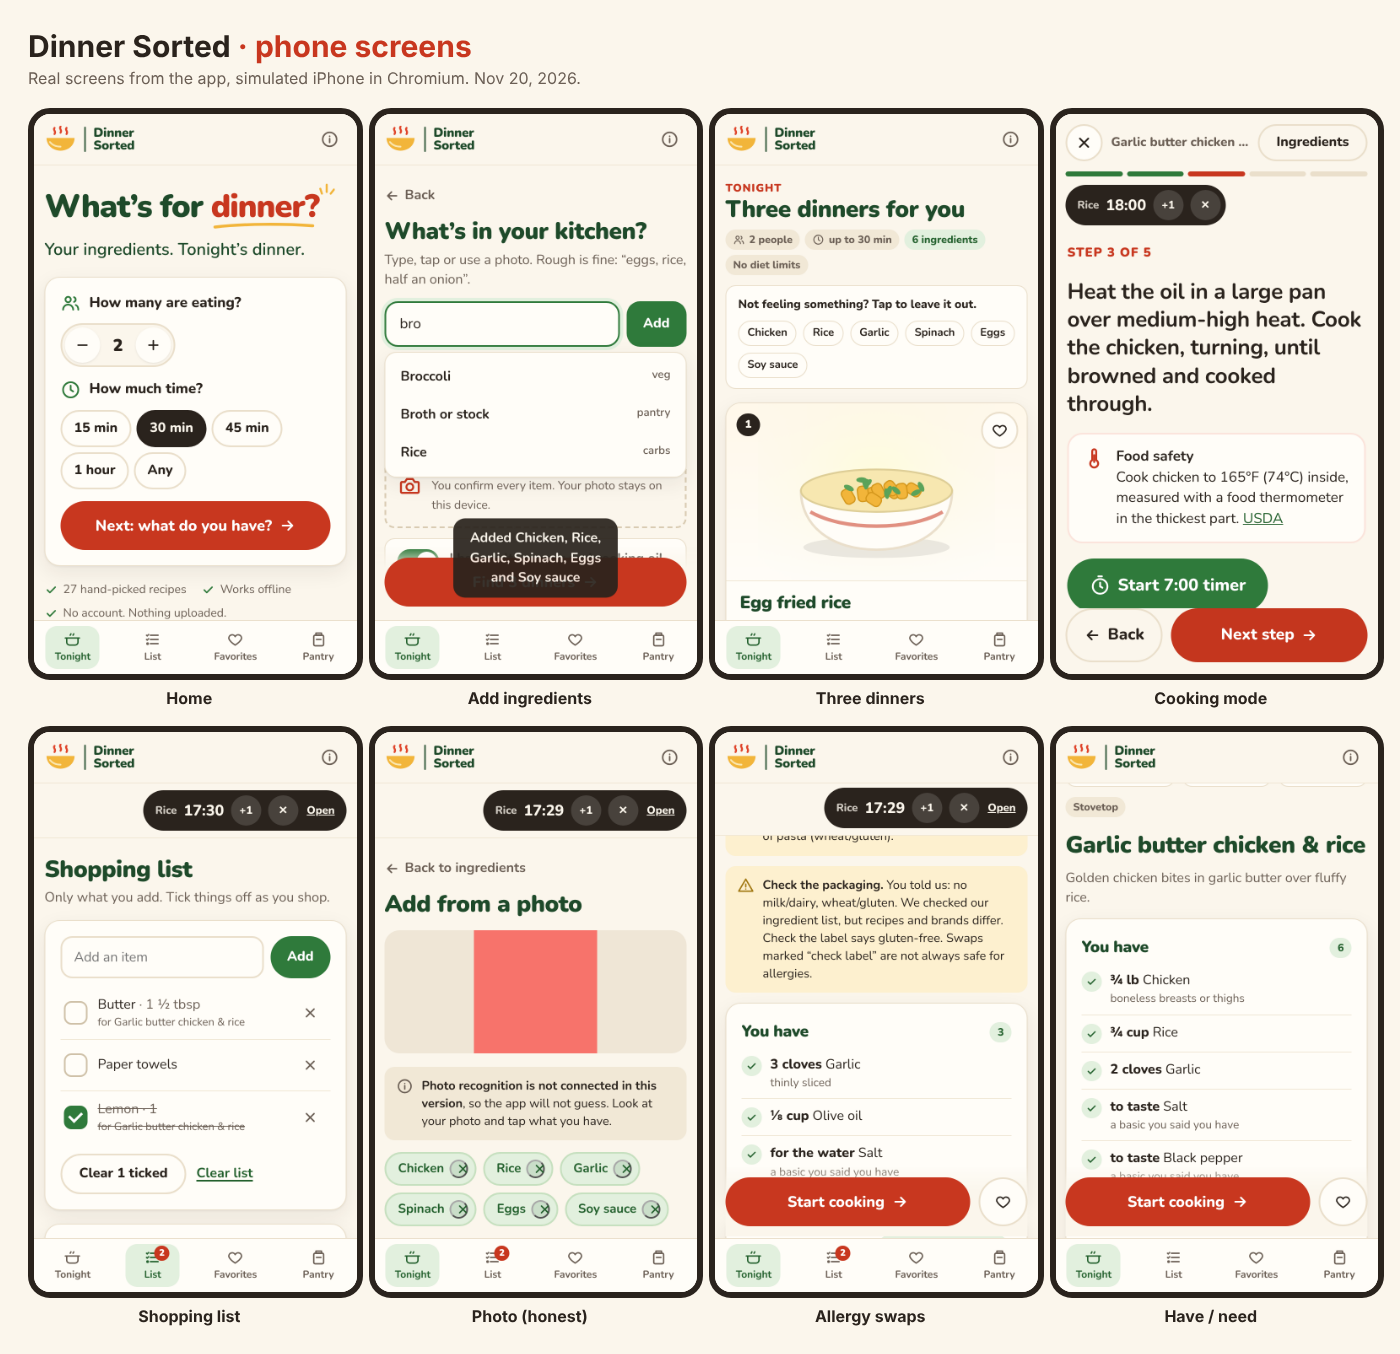 Dinner Sorted · phone screens
Real screens from the app, simulated iPhone in Chromium. Nov 20, 2026.
Dinner
Sorted
What's for dinner?
Your ingredients. Tonight's dinner.
How many are eating?
− 2 +
How much time?
15 min 30 min 45 min
1 hour Any
Next: what do you have? →
27 hand-picked recipes Works offline
No account. Nothing uploaded.
Tonight List Favorites Pantry
Home
Dinner
Sorted
← Back
What's in your kitchen?
Type, tap or use a photo. Rough is fine: "eggs, rice,
half an onion".
bro Add
Broccoli veg
Broth or stock pantry
Rice carbs
You confirm every item. Your photo stays on
this device.
Added Chicken, Rice,
Garlic, Spinach, Eggs
and Soy sauce
Tonight List Favorites Pantry
Add ingredients
Dinner
Sorted
TONIGHT
Three dinners for you
2 people up to 30 min 6 ingredients
No diet limits
Not feeling something? Tap to leave it out.
Chicken Rice Garlic Spinach Eggs
Soy sauce
1
Egg fried rice
Tonight List Favorites Pantry
Three dinners
× Garlic butter chicken ... Ingredients
Rice 18:00 +1 ×
STEP 3 OF 5
Heat the oil in a large pan
over medium-high heat. Cook
the chicken, turning, until
browned and cooked
through.
Food safety
Cook chicken to 165°F (74°C) inside,
measured with a food thermometer
in the thickest part. USDA
Start 7:00 timer
← Back Next step →
Cooking mode
Dinner
Sorted
Rice 17:30 +1 × Open
Shopping list
Only what you add. Tick things off as you shop.
Add an item Add
Butter · 1 ½ tbsp
for Garlic butter chicken & rice
Paper towels
Lemon · 1
for Garlic butter chicken & rice
Clear 1 ticked Clear list
Tonight List 2 Favorites Pantry
Shopping list
Dinner
Sorted
Rice 17:29 +1 × Open
← Back to ingredients
Add from a photo
Photo recognition is not connected in this
version, so the app will not guess. Look at
your photo and tap what you have.
Chicken Rice Garlic
Spinach Eggs Soy sauce
Tonight List 2 Favorites Pantry
Photo (honest)
Dinner
Sorted
Rice 17:29 +1 × Open
of pasta (wheat/gluten).
Check the packaging. You told us: no
milk/dairy, wheat/gluten. We checked our
ingredient list, but recipes and brands differ.
Check the label says gluten-free. Swaps
marked "check label" are not always safe for
allergies.
You have 3
3 cloves Garlic
thinly sliced
⅛ cup Olive oil
for the water Salt
a basic you said you have
Start cooking →
Tonight List 2 Favorites Pantry
Allergy swaps
Dinner
Sorted
Stovetop
Garlic butter chicken & rice
Golden chicken bites in garlic butter over fluffy
rice.
You have 6
¾ lb Chicken
boneless breasts or thighs
¾ cup Rice
2 cloves Garlic
to taste Salt
a basic you said you have
to taste Black pepper
a basic you said you have
Start cooking →
Tonight List Favorites Pantry
Have / need